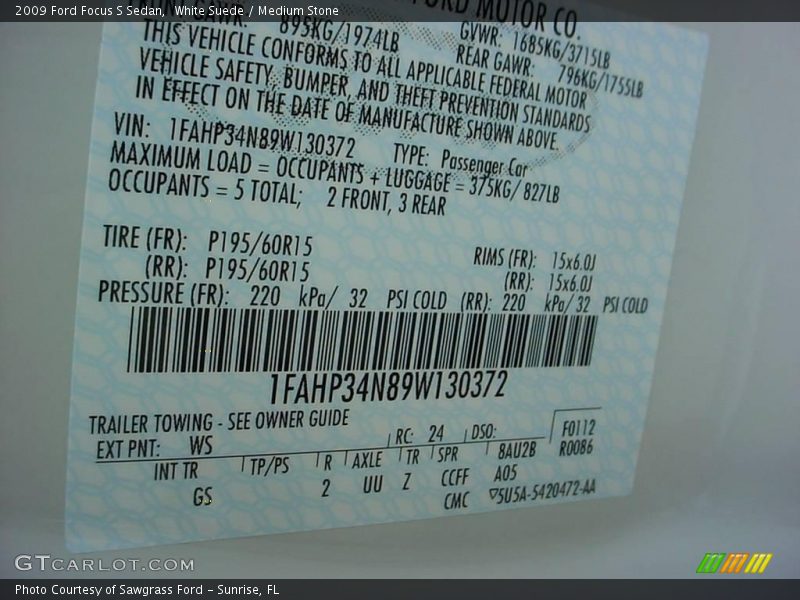 2009 Ford Focus S Sedan, White Suede / Medium Stone
FORD MOTOR CO.
GAWR: 895KG/1974LB GVWR: 1685KG/3715LB
REAR GAWR: 796KG/1755LB
THIS VEHICLE CONFORMS TO ALL APPLICABLE FEDERAL MOTOR
VEHICLE SAFETY, BUMPER, AND THEFT PREVENTION STANDARDS
IN EFFECT ON THE DATE OF MANUFACTURE SHOWN ABOVE.
VIN: 1FAHP34N89W130372 TYPE: Passenger Car
MAXIMUM LOAD = OCCUPANTS + LUGGAGE = 375KG/ 827LB
OCCUPANTS = 5 TOTAL; 2 FRONT, 3 REAR
TIRE (FR): P195/60R15 RIMS (FR): 15x6.0J
(RR): P195/60R15 (RR): 15x6.0J
PRESSURE (FR): 220 kPa/ 32 PSI COLD (RR): 220 kPa/ 32 PSI COLD
1FAHP34N89W130372
TRAILER TOWING - SEE OWNER GUIDE
EXT PNT: WS RC: 24 DSO: F0112
INT TR TP/PS R AXLE TR SPR BAU2B R0086
GS 2 UU Z CCFF A05
CMC ▽5U5A-5420472-AA
GTCARLOT.COM
Photo Courtesy of Sawgrass Ford - Sunrise, FL